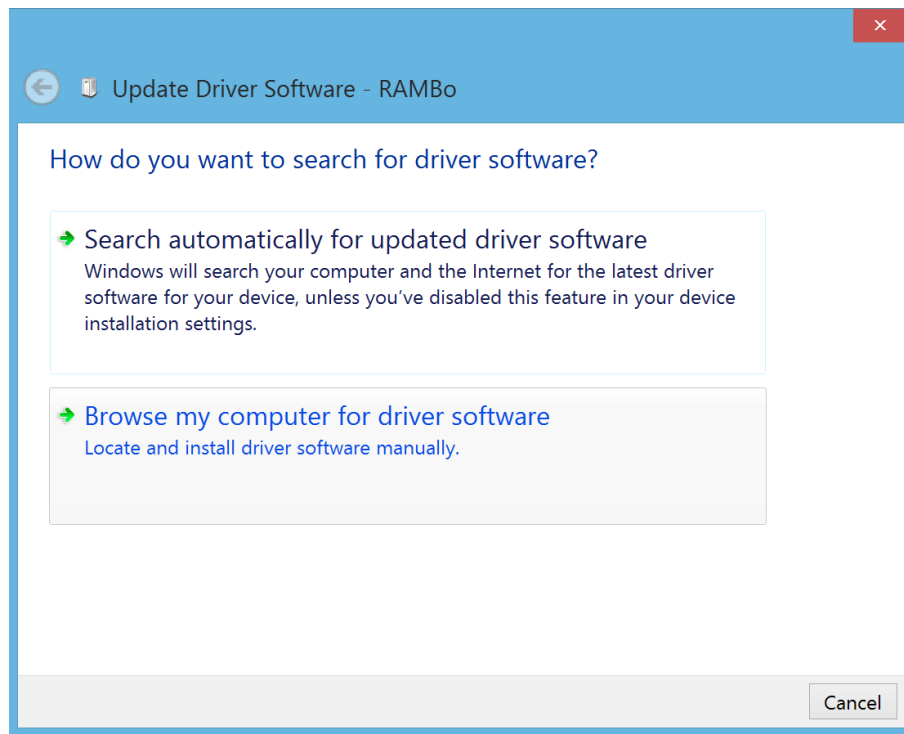 Update Driver Software - RAMBo
How do you want to search for driver software?
Search automatically for updated driver software
Windows will search your computer and the Internet for the latest driver
software for your device, unless you've disabled this feature in your device
installation settings.
Browse my computer for driver software
Locate and install driver software manually.
Cancel